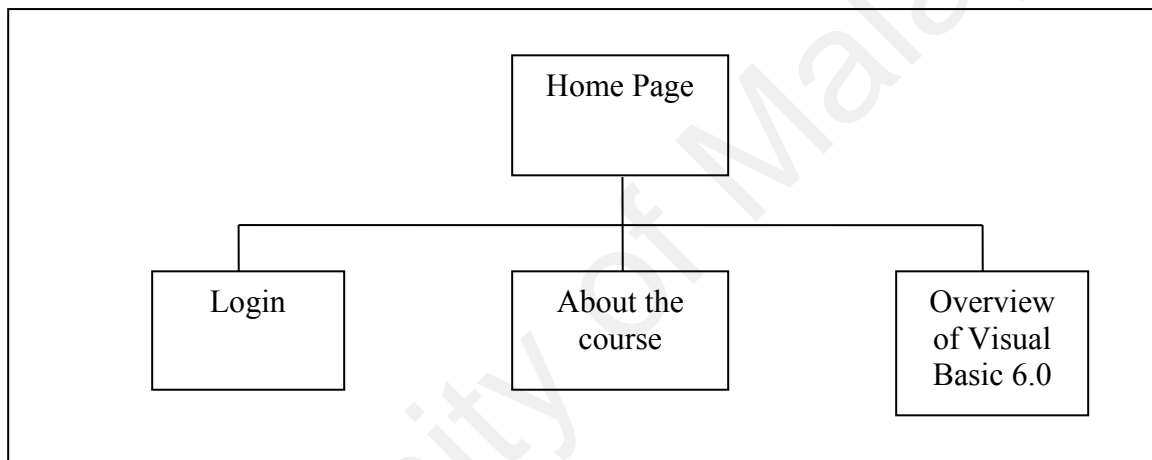 Home Page
Login
About the
course
Overview
of Visual
Basic 6.0